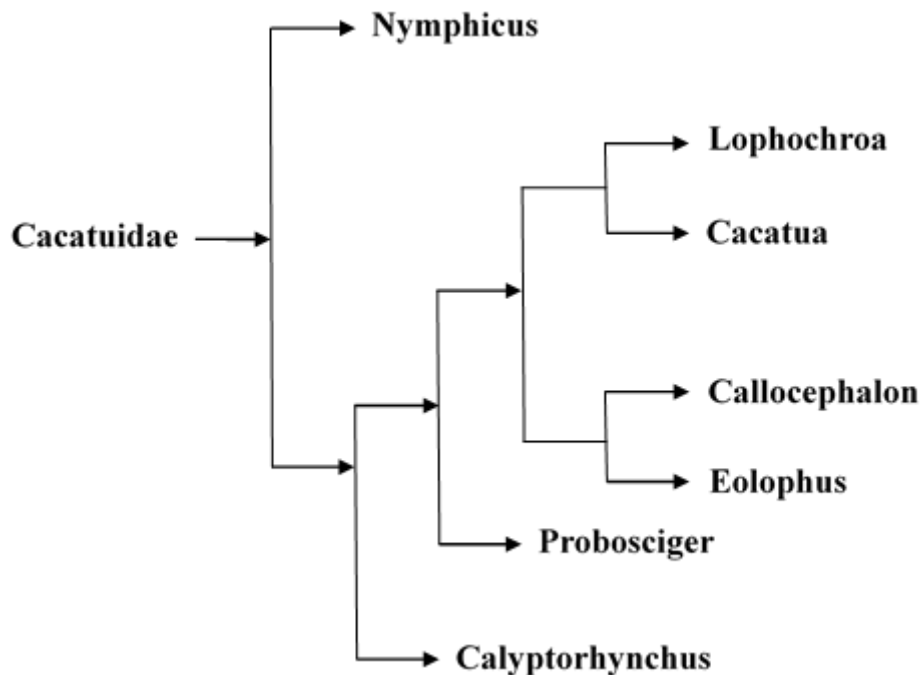 Nymphicus
Lophochroa
Cacatuidae
Cacatua
Callocephalon
Eolophus
Probosciger
Calyptorhynchus